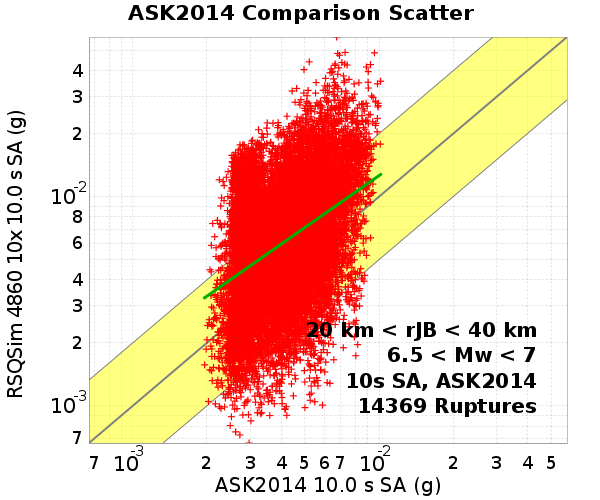 ASK2014 Comparison Scatter
RSQSim 4860 10x 10.0 s SA (g)
4
3
2
10-2
8
6
4
3
2
10-3
7
20 km < rJB < 40 km
6.5 < Mw < 7
10s SA, ASK2014
14369 Ruptures
7 10-3 2 3 4 5 6 7 10-2 2 3 4 5
ASK2014 10.0 s SA (g)